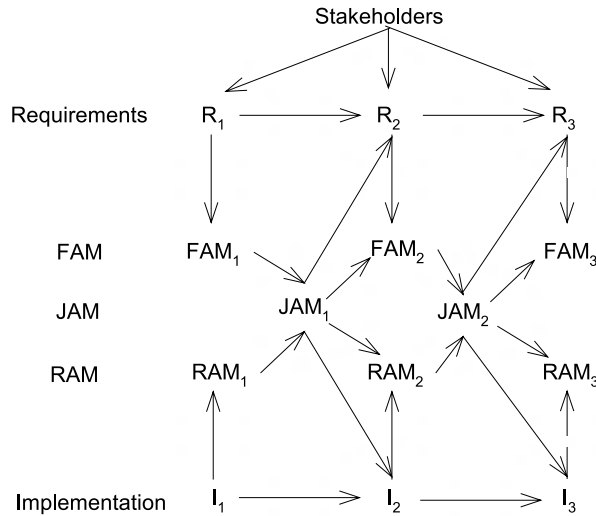 Stakeholders
Requirements R₁ R₂ R₃
FAM FAM₁ FAM₂ FAM₃
JAM JAM₁ JAM₂
RAM RAM₁ RAM₂ RAM₃
Implementation I₁ I₂ I₃